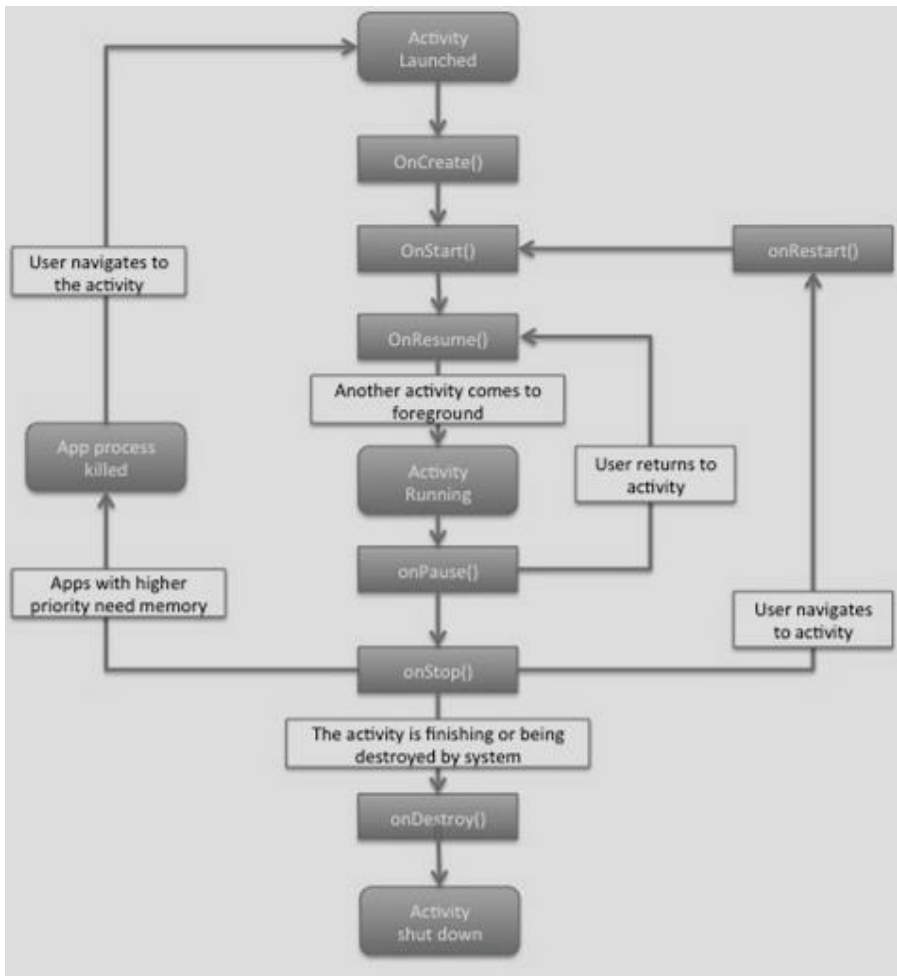 Activity
Launched
OnCreate()
OnStart()
onRestart()
User navigates to
the activity
OnResume()
Another activity comes to
foreground
App process
killed
Activity
Running
User returns to
activity
onPause()
Apps with higher
priority need memory
User navigates
to activity
onStop()
The activity is finishing or being
destroyed by system
onDestroy()
Activity
shut down